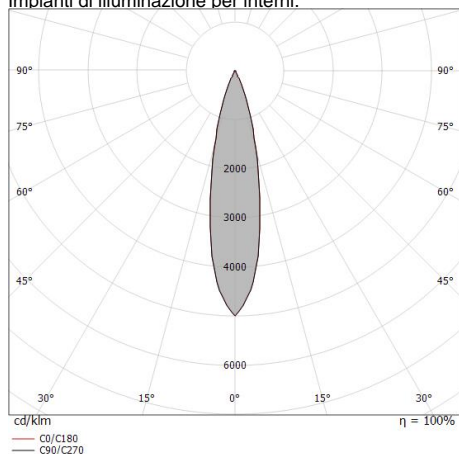 Impianti di illuminazione per interni.
90° 90°
75° 75°
2000
60° 60°
3000
4000
45° 45°
6000
30° 15° 0° 15° 30°
cd/klm η = 100%
C0/C180
C90/C270